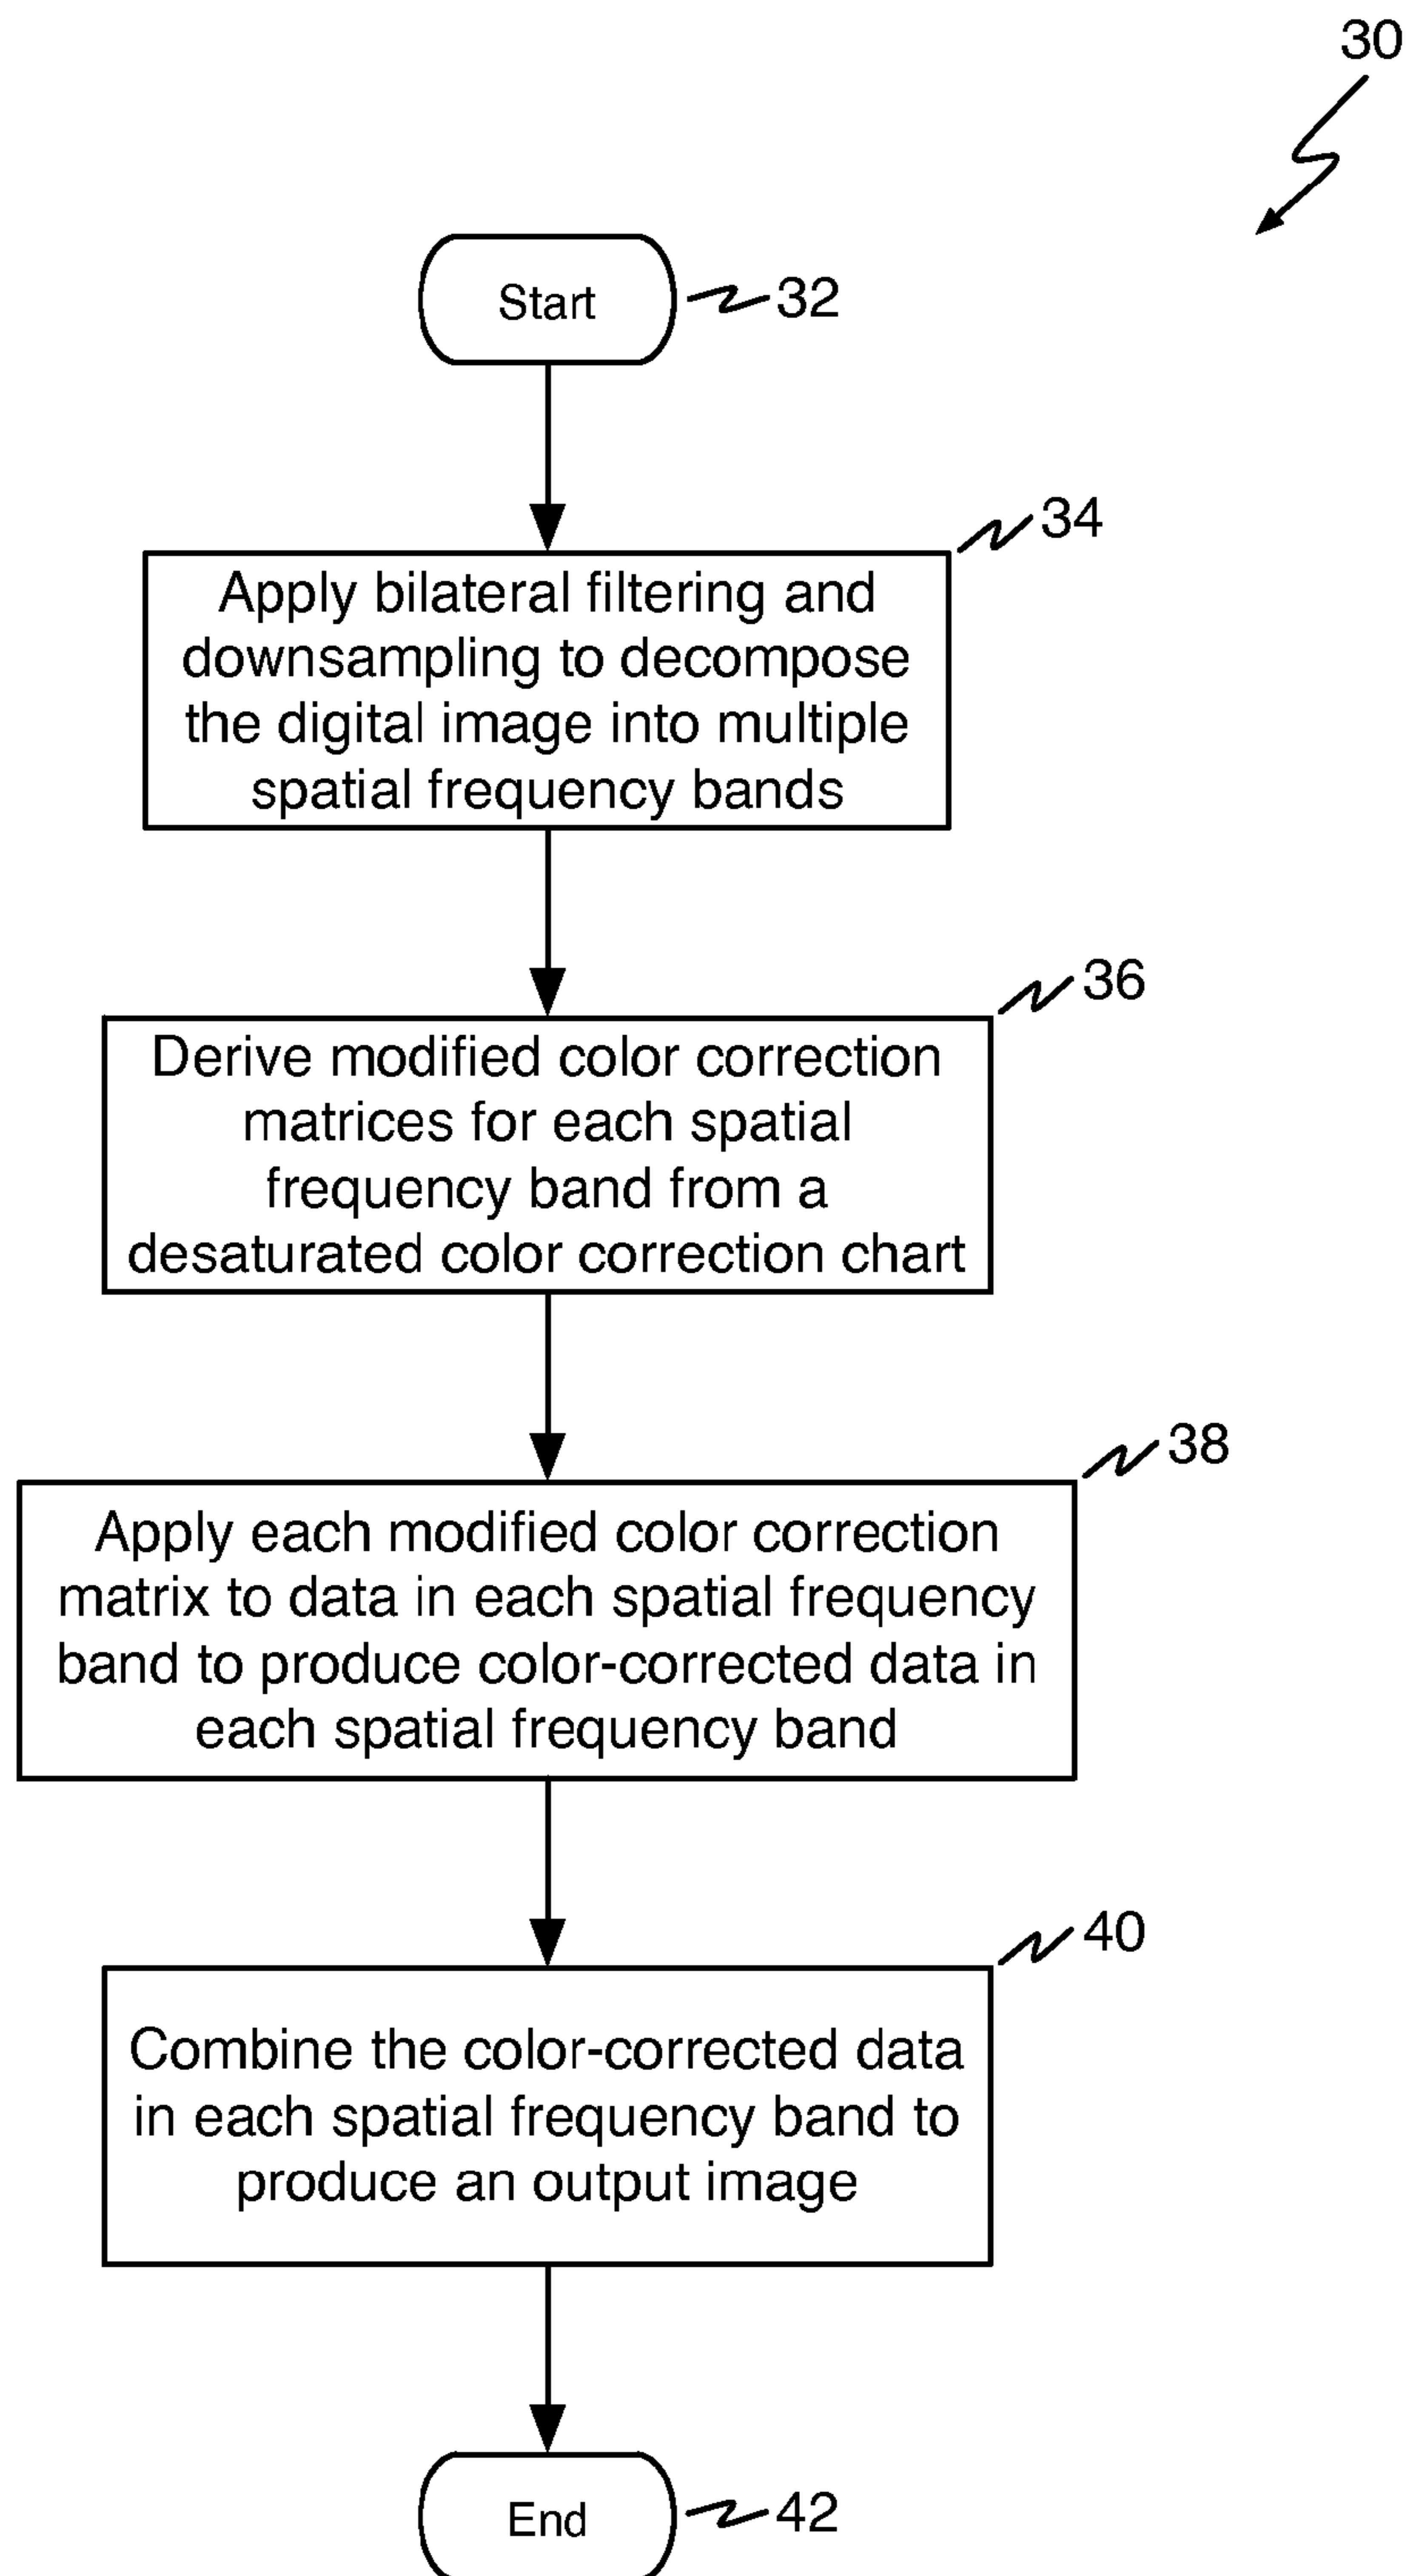 30
Start
32
34
Apply bilateral filtering and
downsampling to decompose
the digital image into multiple
spatial frequency bands
36
Derive modified color correction
matrices for each spatial
frequency band from a
desaturated color correction chart
38
Apply each modified color correction
matrix to data in each spatial frequency
band to produce color-corrected data in
each spatial frequency band
40
Combine the color-corrected data
in each spatial frequency band to
produce an output image
End
42